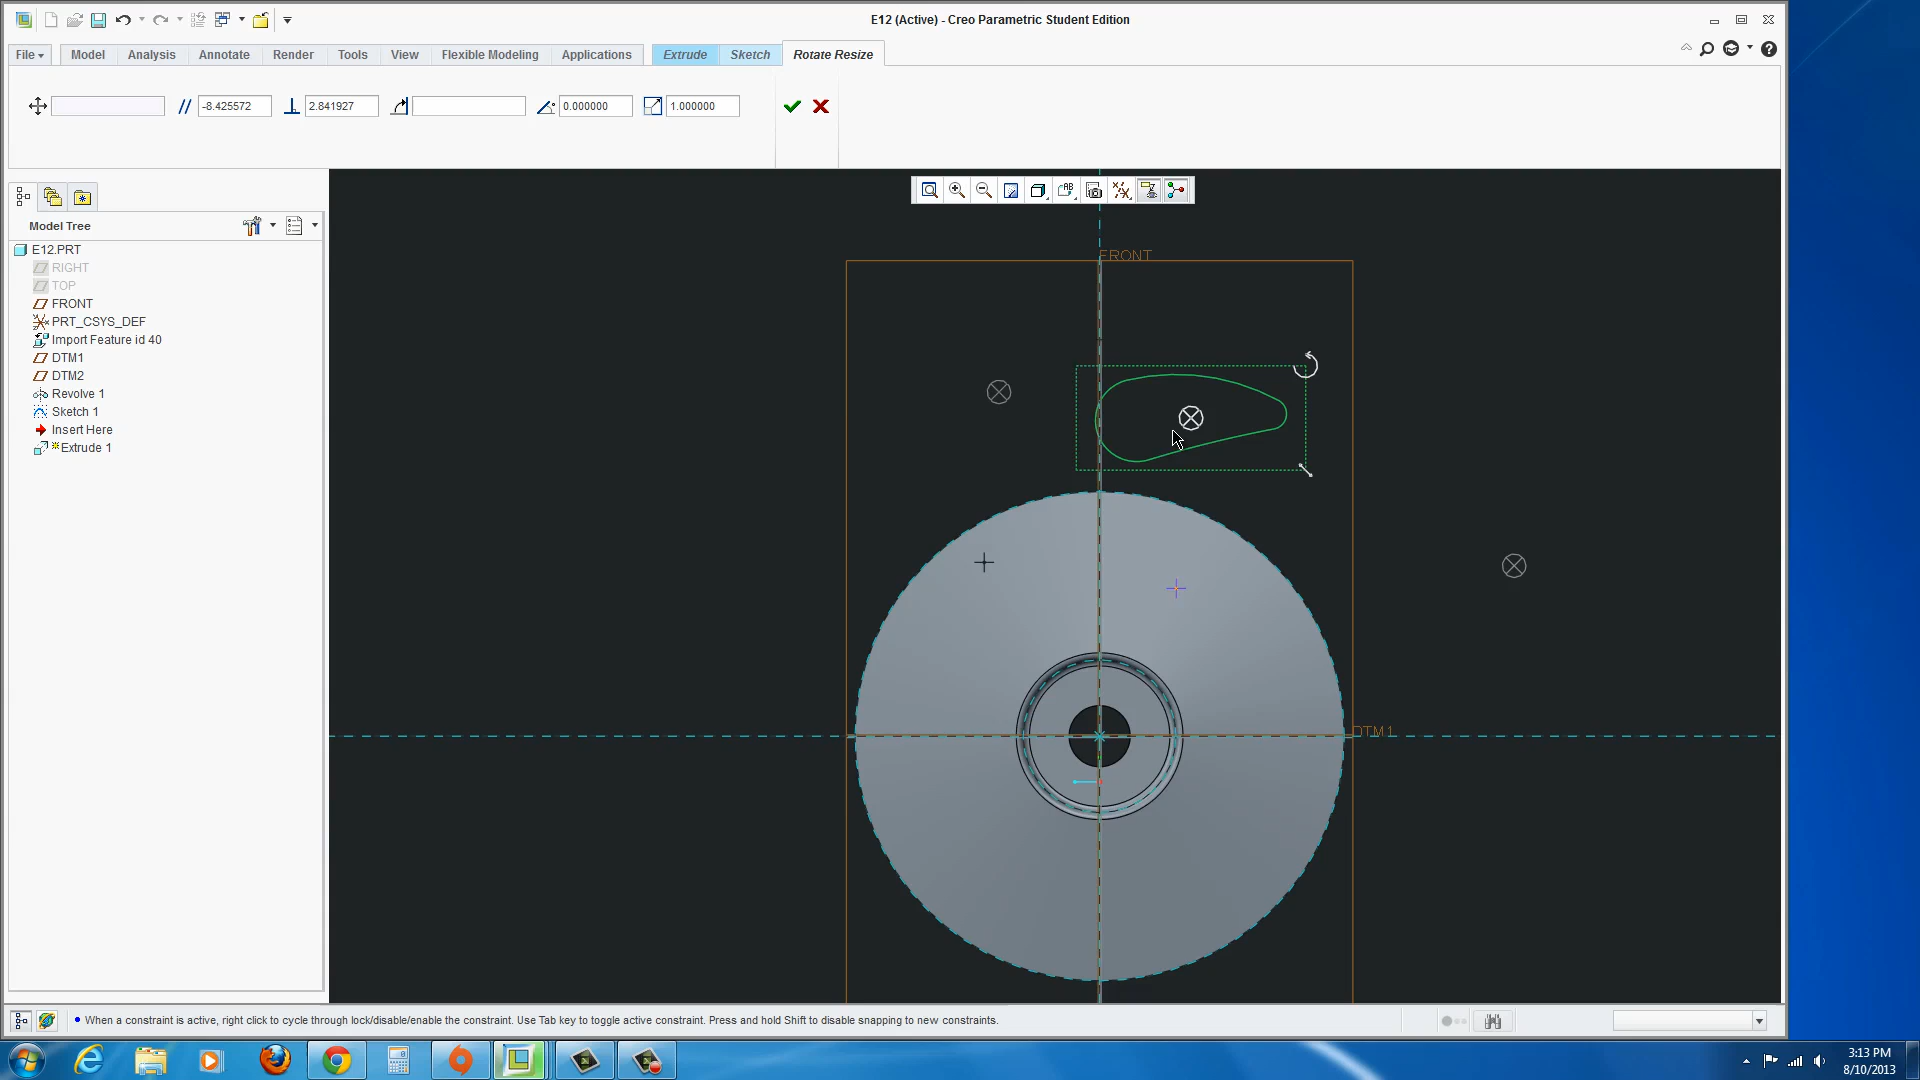 E12 (Active) - Creo Parametric Student Edition
File Model Analysis Annotate Render Tools View Flexible Modeling Applications Extrude Sketch Rotate Resize
-8.425572 2.841927 0.000000 1.000000
Model Tree
E12.PRT
RIGHT
TOP
FRONT
PRT_CSYS_DEF
Import Feature id 40
DTM1
DTM2
Revolve 1
Sketch 1
Insert Here
Extrude 1
FRONT
DTM1
When a constraint is active, right click to cycle through lock/disable/enable the constraint. Use Tab key to toggle active constraint. Press and hold Shift to disable snapping to new constraints.
3:13 PM
8/10/2013